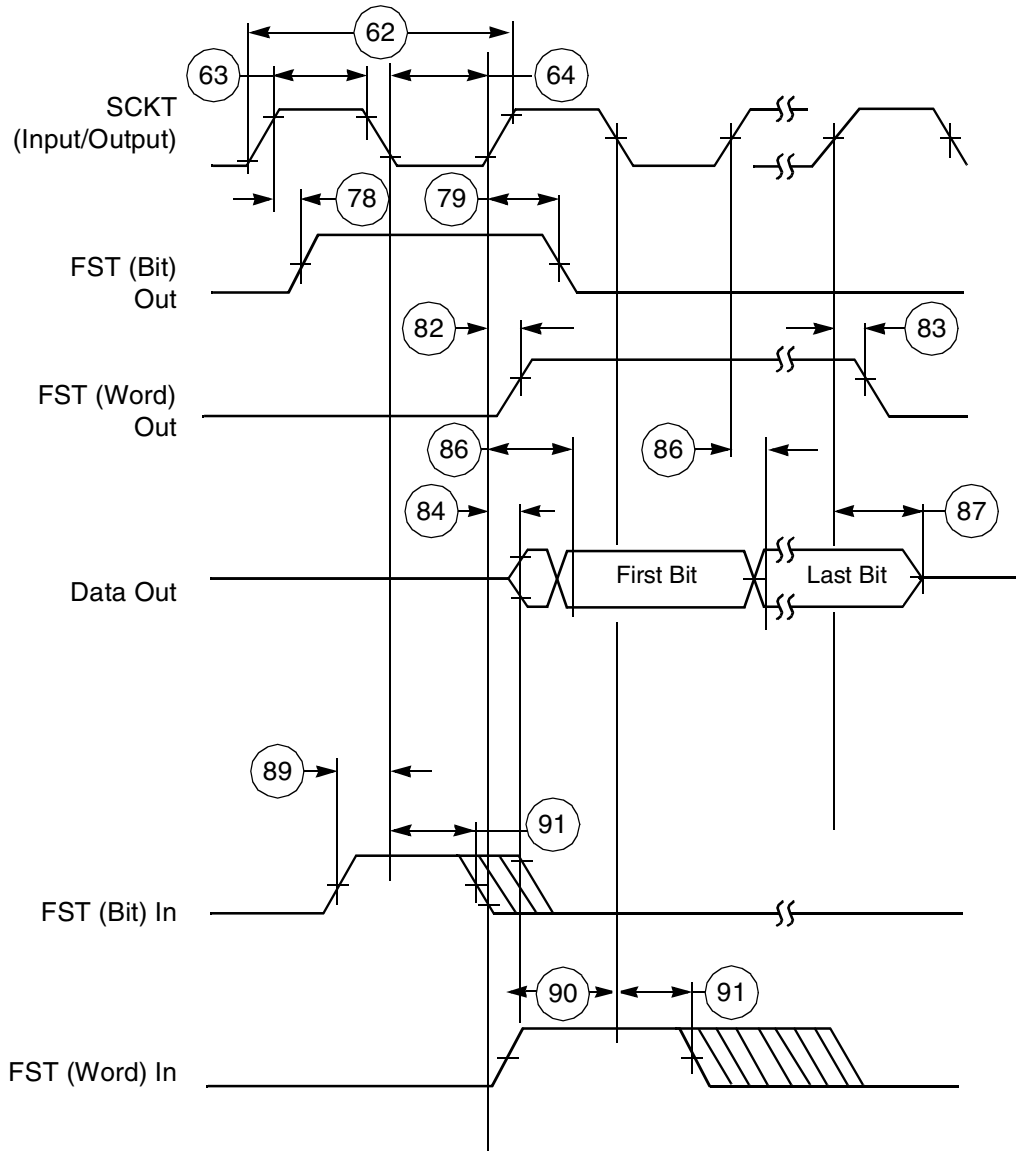 62
63
64
SCKT
(Input/Output)
78
79
FST (Bit)
Out
82
83
FST (Word)
Out
86
86
84
87
Data Out
First Bit
Last Bit
89
91
FST (Bit) In
90
91
FST (Word) In